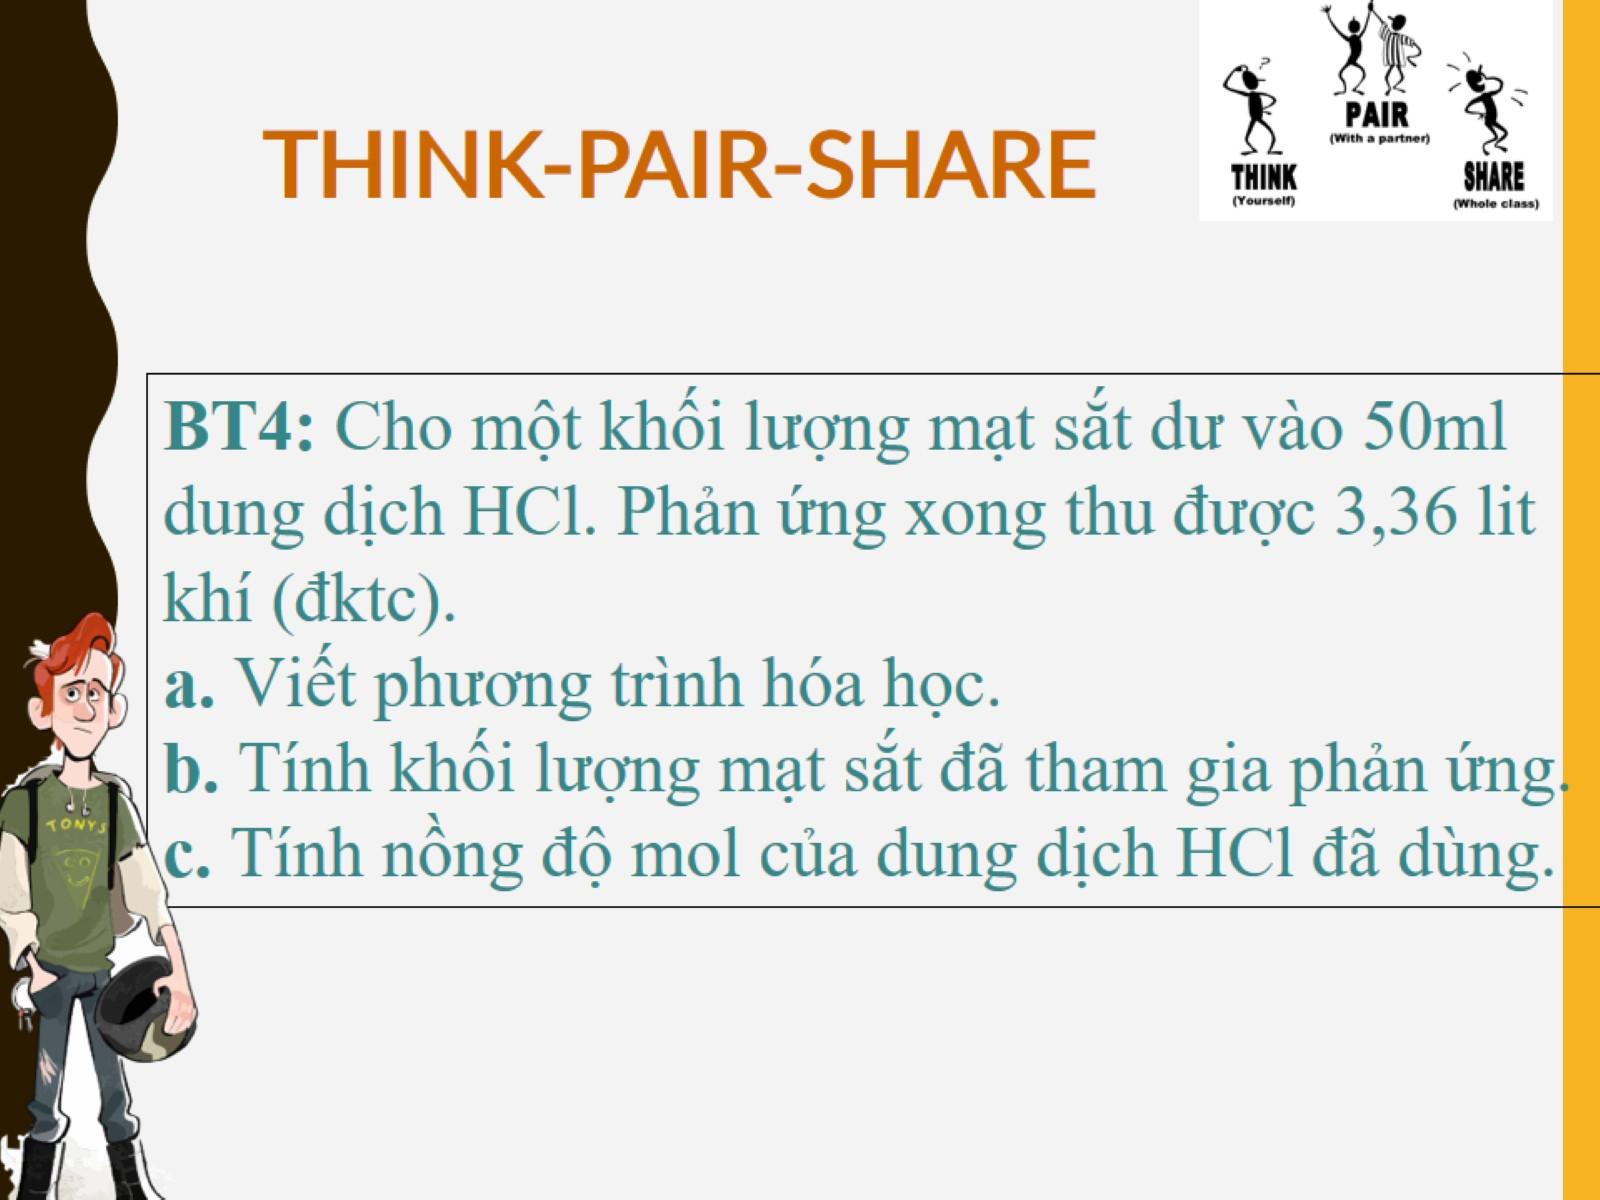 PAIR
(With a partner)
THINK
(Yourself)
SHARE
(Whole class)
THINK-PAIR-SHARE
BT4: Cho một khối lượng mạt sắt dư vào 50ml
dung dịch HCl. Phản ứng xong thu được 3,36 lit
khí (đktc).
a. Viết phương trình hóa học.
b. Tính khối lượng mạt sắt đã tham gia phản ứng.
c. Tính nồng độ mol của dung dịch HCl đã dùng.
TONYS